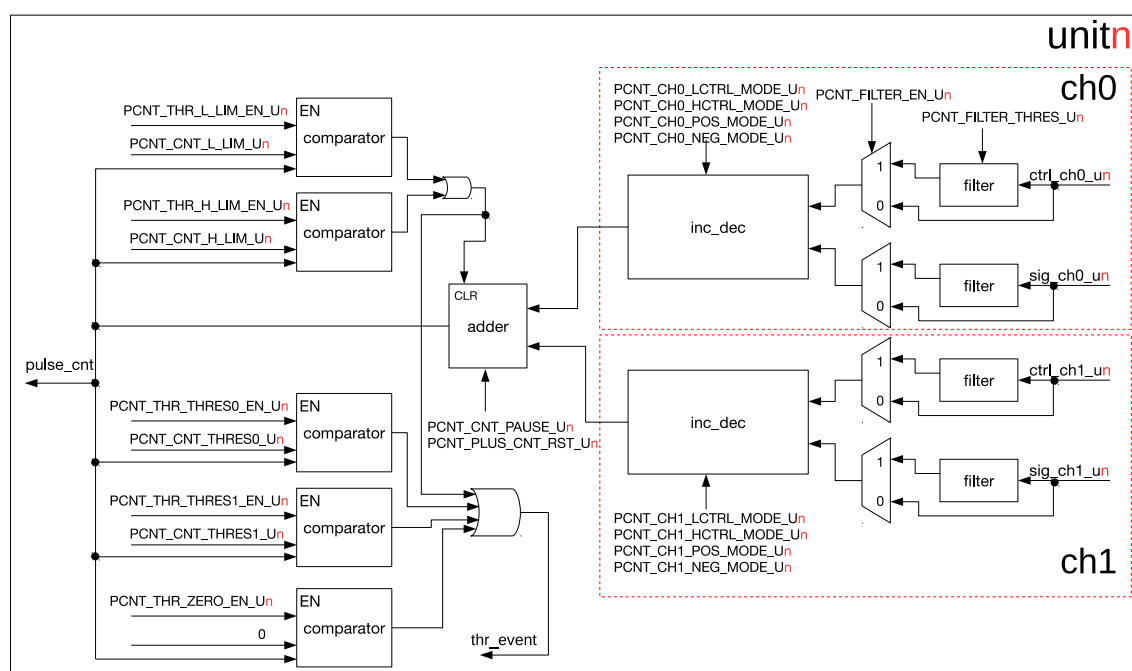 unitn
ch0
PCNT_CH0_LCTRL_MODE_Un
PCNT_CH0_HCTRL_MODE_Un
PCNT_CH0_POS_MODE_Un
PCNT_CH0_NEG_MODE_Un
PCNT_FILTER_EN_Un
PCNT_FILTER_THRES_Un
PCNT_THR_L_LIM_EN_Un
PCNT_CNT_L_LIM_Un
EN
comparator
PCNT_THR_H_LIM_EN_Un
PCNT_CNT_H_LIM_Un
EN
comparator
inc_dec
1
0
filter
ctrl_ch0_un
1
0
filter
sig_ch0_un
CLR
adder
pulse_cnt
PCNT_CNT_PAUSE_Un
PCNT_PLUS_CNT_RST_Un
inc_dec
1
0
filter
ctrl_ch1_un
1
0
filter
sig_ch1_un
PCNT_THR_THRES0_EN_Un
PCNT_CNT_THRES0_Un
EN
comparator
PCNT_THR_THRES1_EN_Un
PCNT_CNT_THRES1_Un
EN
comparator
PCNT_CH1_LCTRL_MODE_Un
PCNT_CH1_HCTRL_MODE_Un
PCNT_CH1_POS_MODE_Un
PCNT_CH1_NEG_MODE_Un
ch1
PCNT_THR_ZERO_EN_Un
0
EN
comparator
thr_event